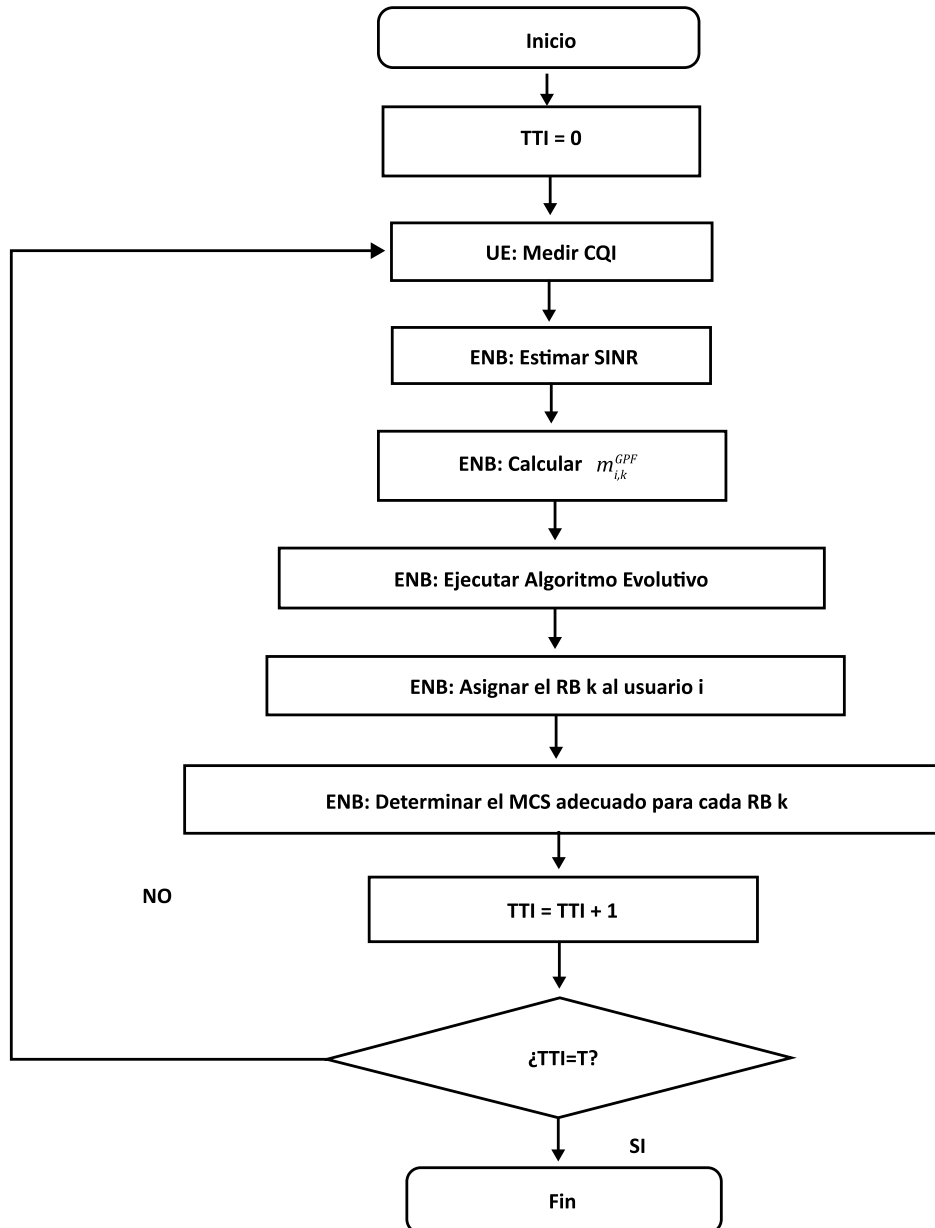 Inicio
TTI = 0
UE: Medir CQI
ENB: Estimar SINR
ENB: Calcular $m_{i,k}^{GPF}$
ENB: Ejecutar Algoritmo Evolutivo
ENB: Asignar el RB k al usuario i
ENB: Determinar el MCS adecuado para cada RB k
NO
TTI = TTI + 1
¿TTI=T?
SI
Fin